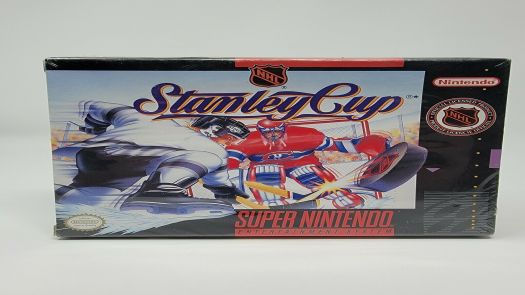 NHL
Stanley Cup
Nintendo
NHL
SUPER NINTENDO
ENTERTAINMENT SYSTEM